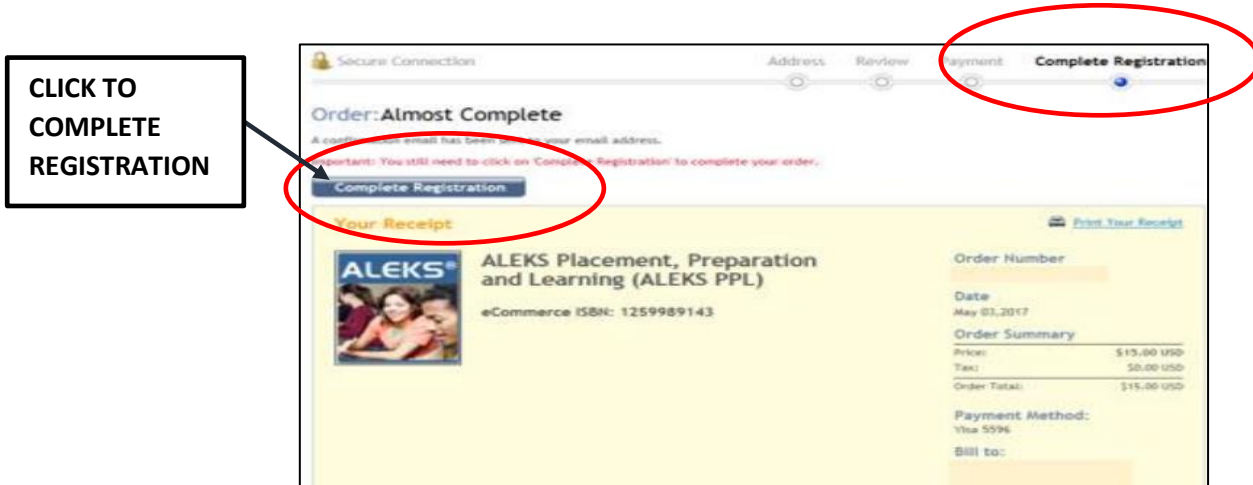 CLICK TO
COMPLETE
REGISTRATION
Secure Connection
Address Review Payment Complete Registration
Order:Almost Complete
A confirmation email has been sent to your email address.
Important: You still need to click on 'Complete Registration' to complete your order.
Complete Registration
Your Receipt
Print Your Receipt
ALEKS®
ALEKS Placement, Preparation
and Learning (ALEKS PPL)
eCommerce ISBN: 1259989143
Order Number
Date
May 03,2017
Order Summary
Price: $15.00 USD
Tax: $0.00 USD
Order Total: $15.00 USD
Payment Method:
Visa 5596
Bill to: